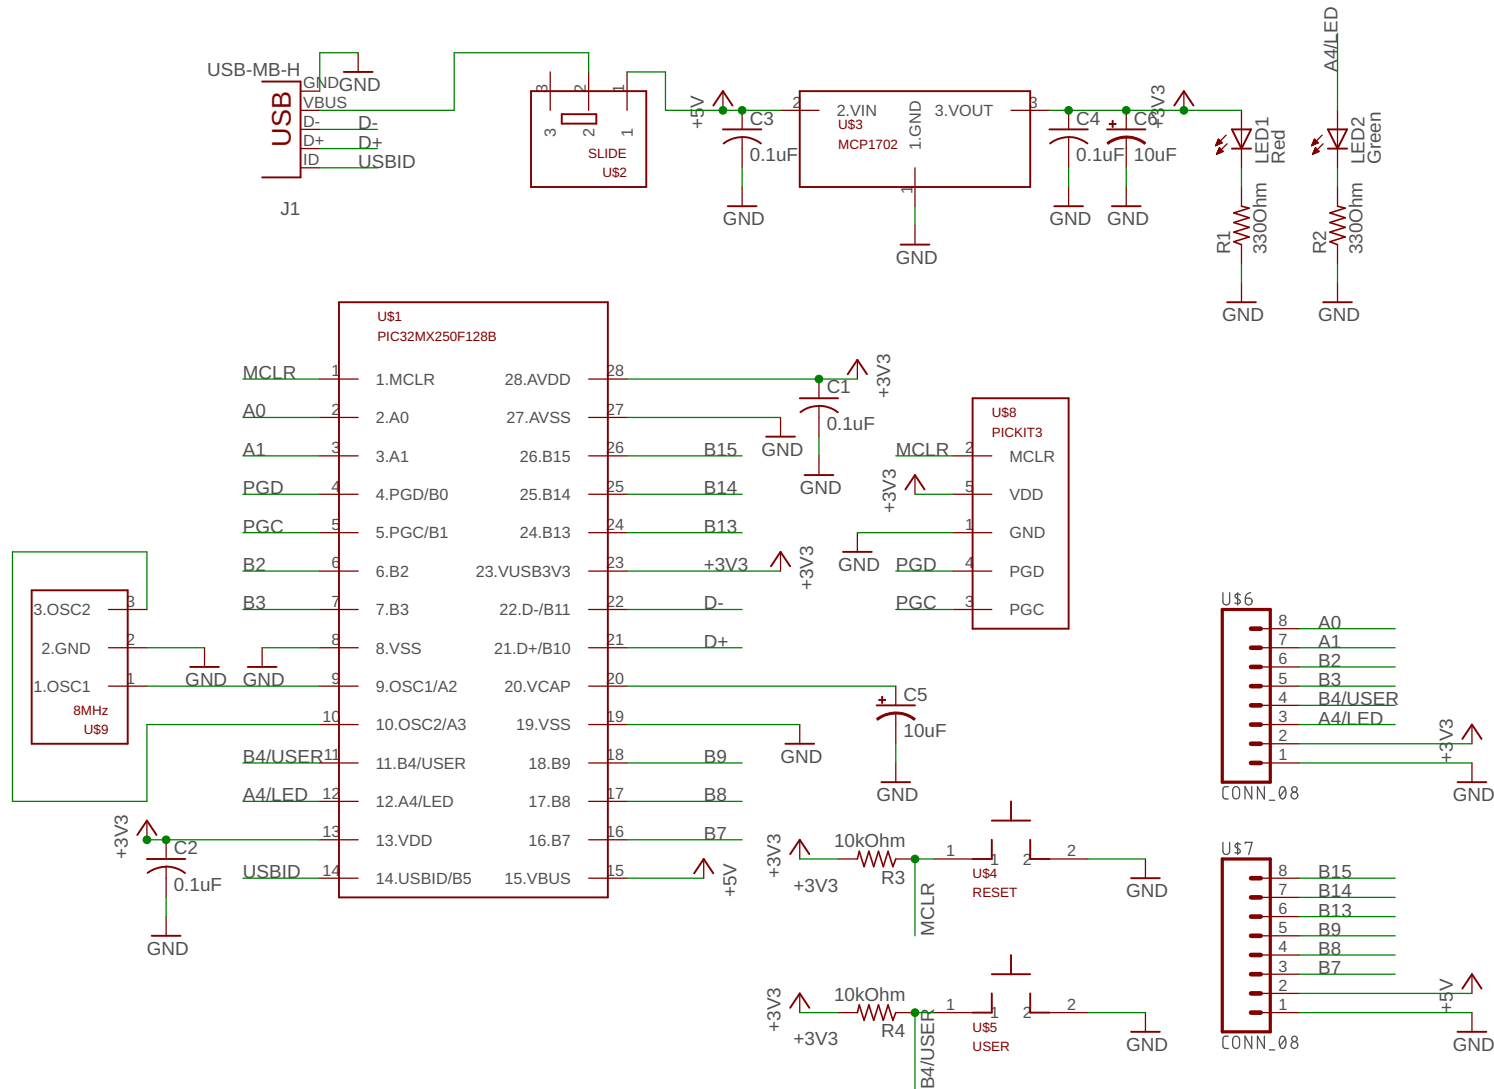 USB-MB-H
USB
GND
VBUS
D-
D+
ID
GND
D-
D+
USBID
J1
3
2
1
3
2
1
SLIDE
U$2
+5V
C3
0.1uF
GND
2
2.VIN
U$3
MCP1702
1.GND
1
3.VOUT
3
GND
C4
0.1uF
GND
C6
10uF
GND
+3V3
LED1
Red
R1
330Ohm
GND
A4/LED
LED2
Green
R2
330Ohm
GND
U$1
PIC32MX250F128B
MCLR 1 1.MCLR
A0 2 2.A0
A1 3 3.A1
PGD 4 4.PGD/B0
PGC 5 5.PGC/B1
B2 6 6.B2
B3 7 7.B3
8 8.VSS
GND
9 9.OSC1/A2
10 10.OSC2/A3
B4/USER 11 11.B4/USER
A4/LED 12 12.A4/LED
13 13.VDD
USBID 14 14.USBID/B5
28.AVDD 28
27.AVSS 27
26.B15 26 B15
25.B14 25 B14
24.B13 24 B13
23.VUSB3V3 23 +3V3
+3V3
22.D-/B11 22 D-
21.D+/B10 21 D+
20.VCAP 20
19.VSS 19
GND
18.B9 18 B9
17.B8 17 B8
16.B7 16 B7
15.VBUS 15
+5V
+3V3
C1
0.1uF
GND
GND
C5
10uF
GND
3.OSC2 3
2.GND 2
1.OSC1 1
8MHz
U$9
GND
+3V3
C2
0.1uF
GND
U$8
PICKIT3
MCLR 2 MCLR
+3V3
5 VDD
1 GND
GND
PGD 4 PGD
PGC 3 PGC
+3V3
+3V3
10kOhm
R3
MCLR
1
1
2
2
U$4
RESET
GND
+3V3
+3V3
10kOhm
R4
B4/USER
1
1
2
2
U$5
USER
GND
U$6
8 A0
7 A1
6 B2
5 B3
4 B4/USER
3 A4/LED
2
1
+3V3
GND
CONN_08
U$7
8 B15
7 B14
6 B13
5 B9
4 B8
3 B7
2
1
+5V
GND
CONN_08